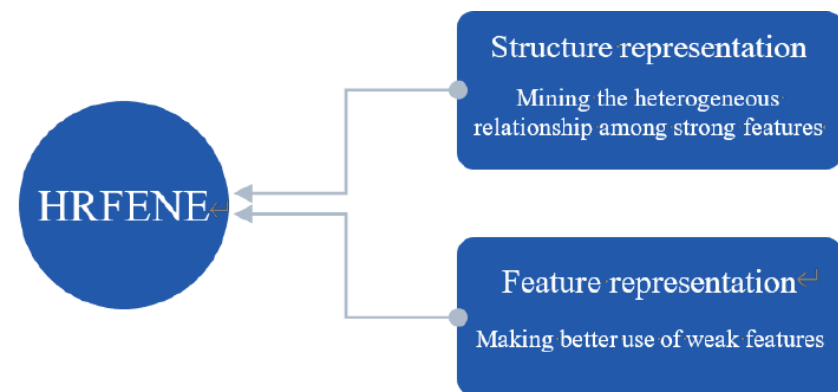 Structure representation
Mining the heterogeneous
relationship among strong features
HRFENE
Feature representation
Making better use of weak features